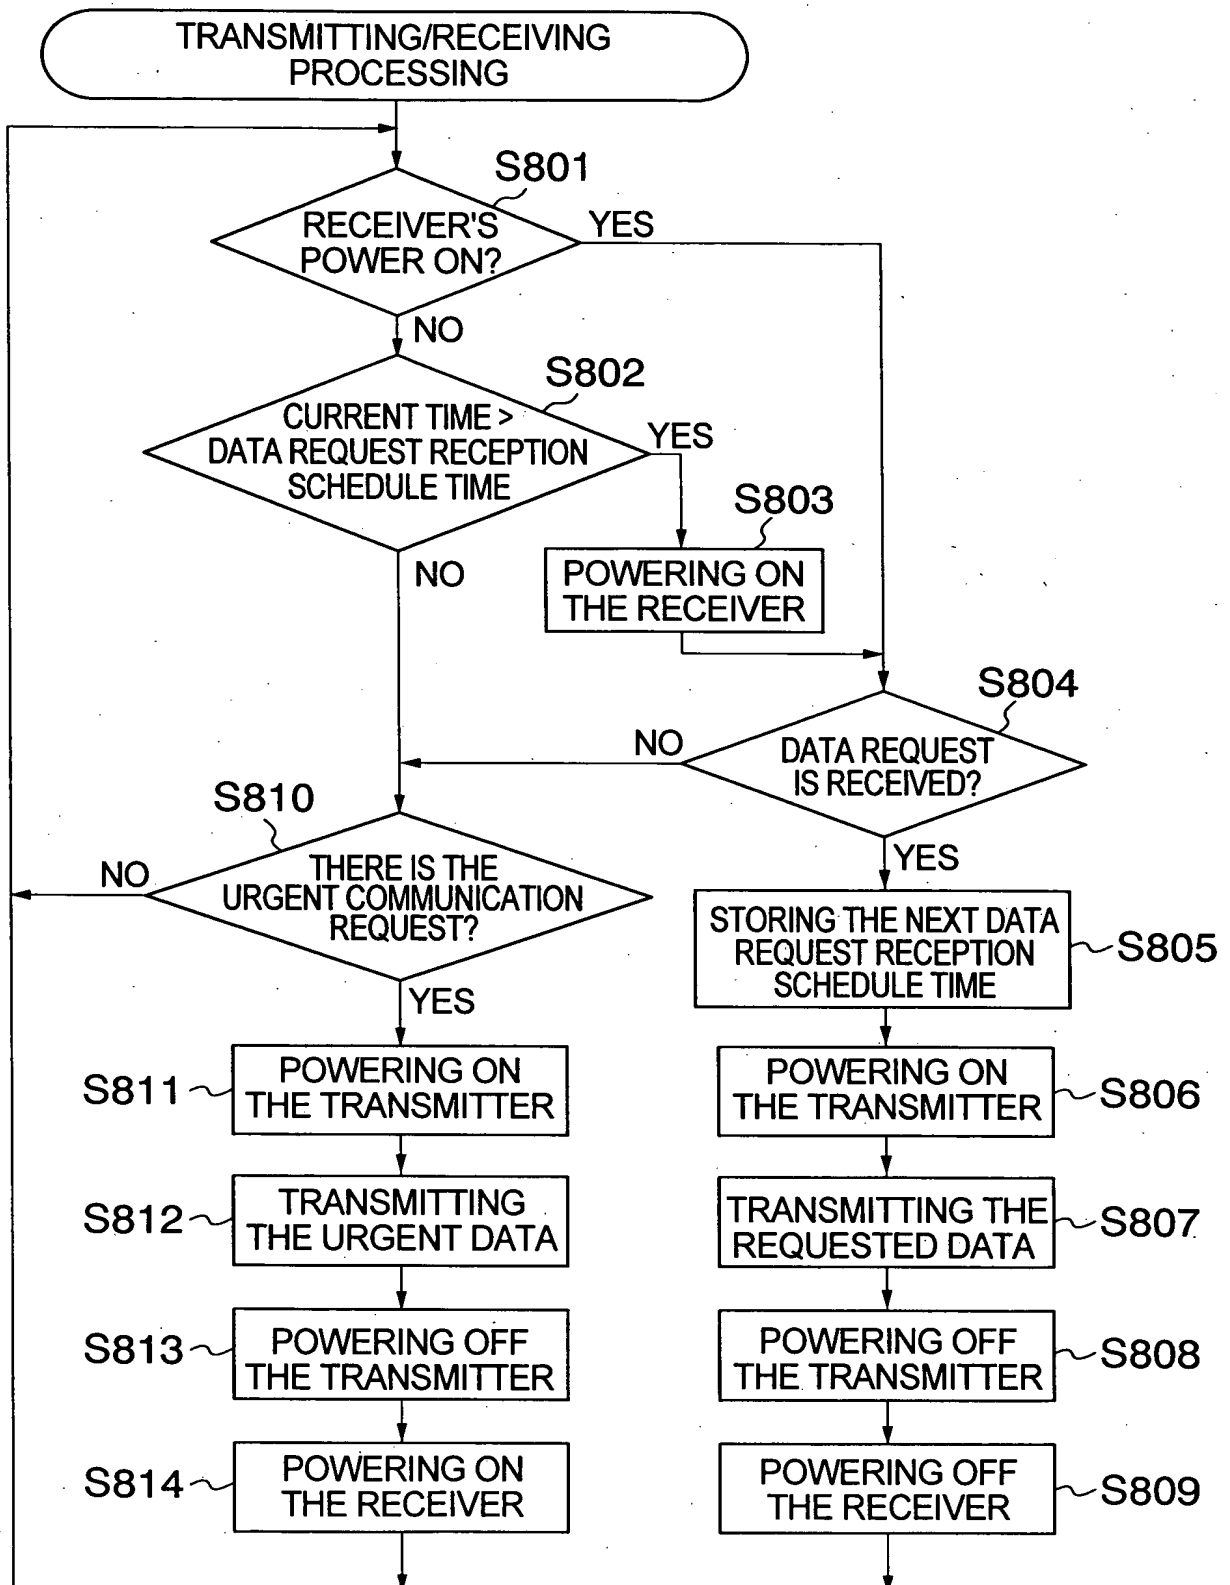 TRANSMITTING/RECEIVING
PROCESSING
S801
RECEIVER'S
POWER ON?
YES
NO
S802
CURRENT TIME >
DATA REQUEST RECEPTION
SCHEDULE TIME
YES
NO
S803
POWERING ON
THE RECEIVER
S804
DATA REQUEST
IS RECEIVED?
NO
YES
S810
THERE IS THE
URGENT COMMUNICATION
REQUEST?
NO
YES
STORING THE NEXT DATA
REQUEST RECEPTION
SCHEDULE TIME
S805
S811
POWERING ON
THE TRANSMITTER
POWERING ON
THE TRANSMITTER
S806
S812
TRANSMITTING
THE URGENT DATA
TRANSMITTING THE
REQUESTED DATA
S807
S813
POWERING OFF
THE TRANSMITTER
POWERING OFF
THE TRANSMITTER
S808
S814
POWERING ON
THE RECEIVER
POWERING OFF
THE RECEIVER
S809